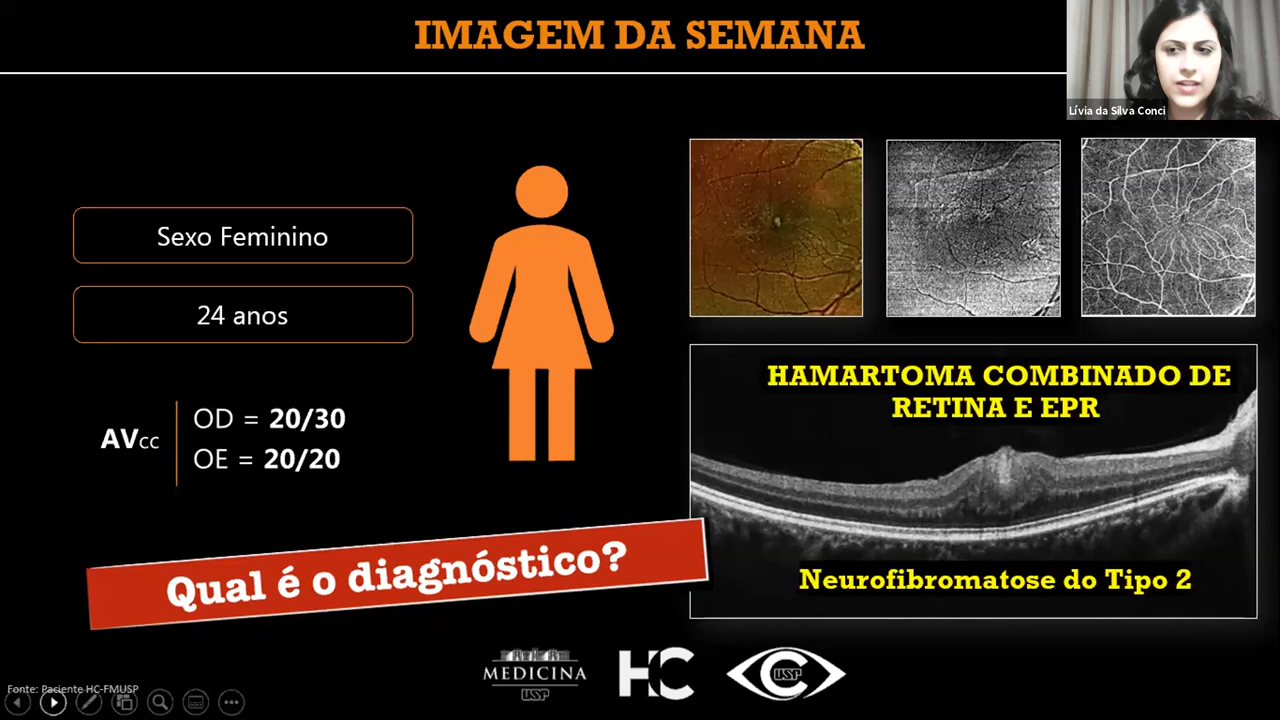 IMAGEM DA SEMANA
Lívia da Silva Conci
Sexo Feminino
24 anos
AVcc
OD = 20/30
OE = 20/20
HAMARTOMA COMBINADO DE
RETINA E EPR
Neurofibromatose do Tipo 2
Qual é o diagnóstico?
MEDICINA
USP
HC
USP
Fonte: Paciente HC-FMUSP